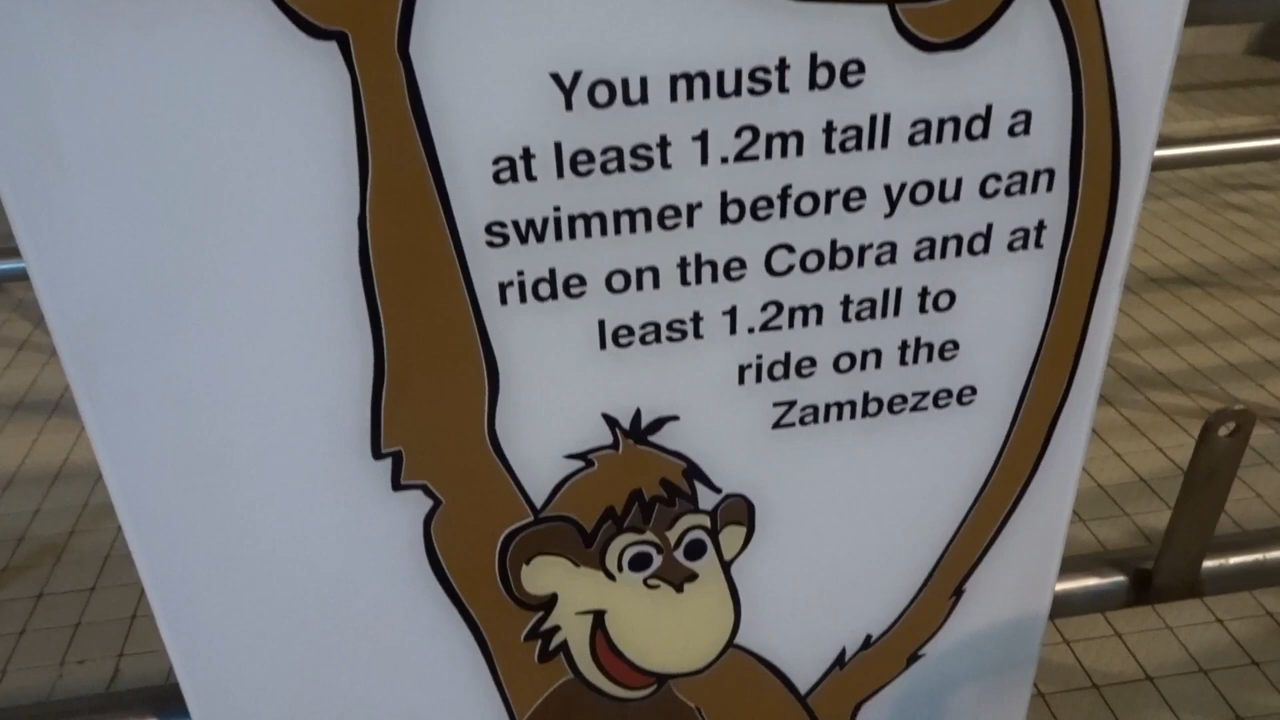 You must be
at least 1.2m tall and a
swimmer before you can
ride on the Cobra and at
least 1.2m tall to
ride on the
Zambezee